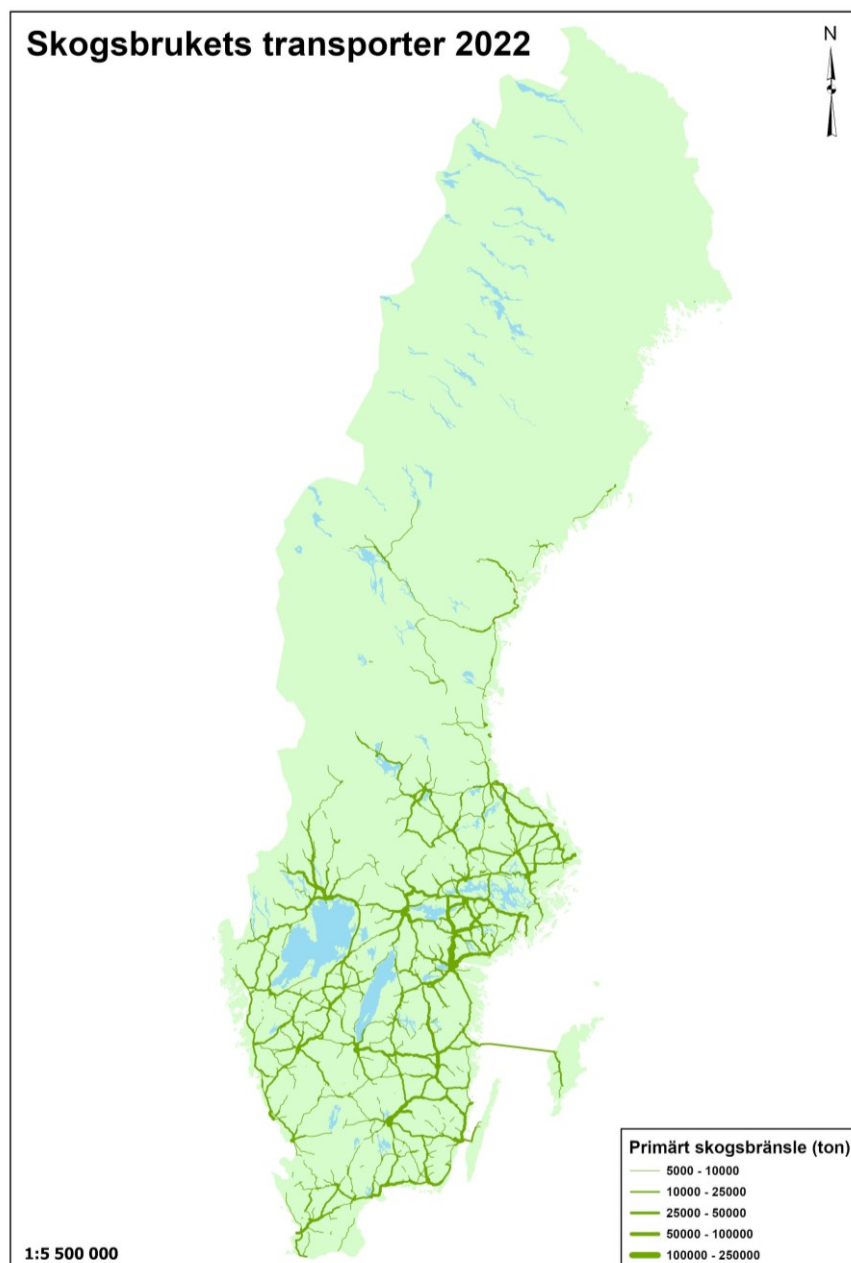 Skogsbrukets transporter 2022
N
Primärt skogsbränsle (ton)
5000 - 10000
10000 - 25000
25000 - 50000
50000 - 100000
100000 - 250000
1:5 500 000